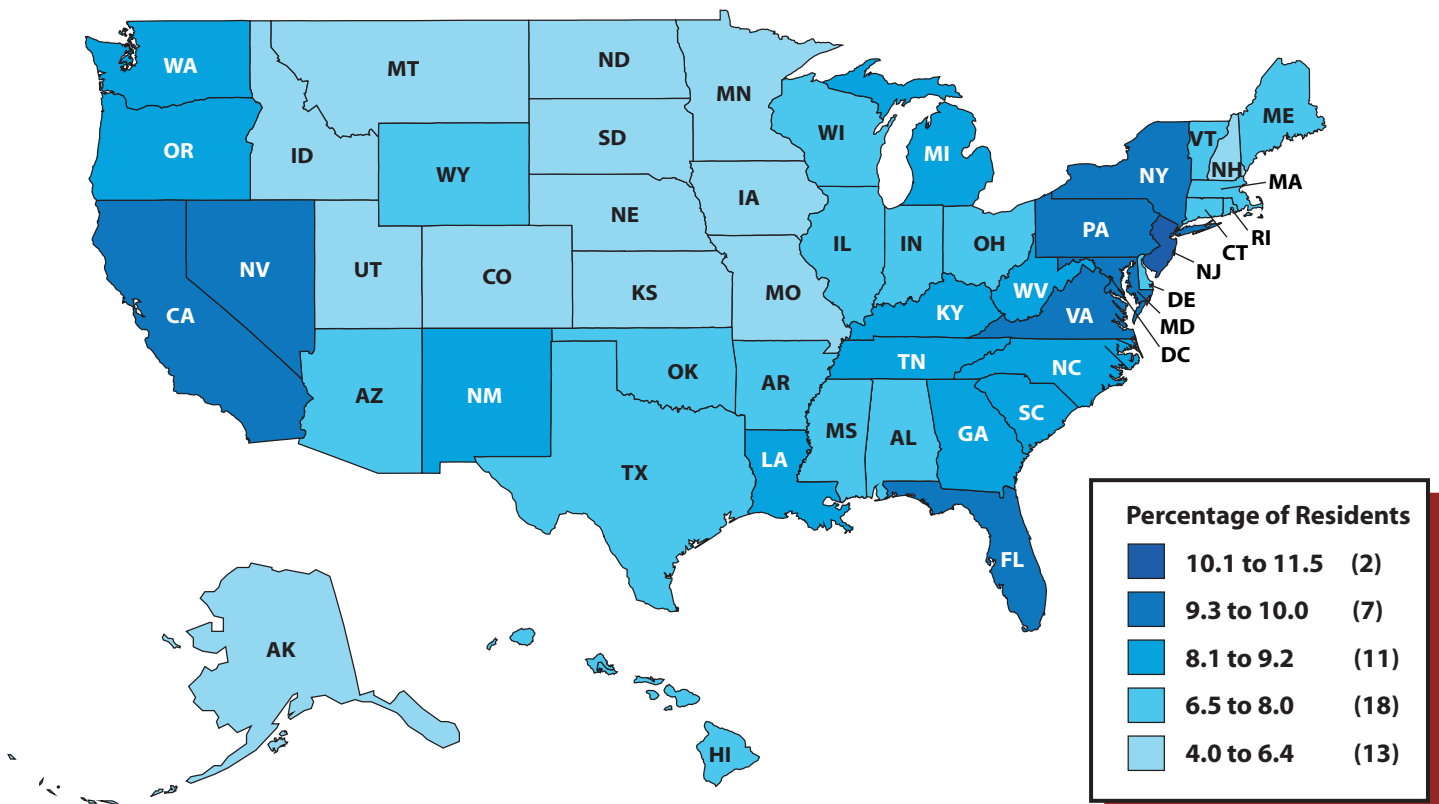 WA
MT
ND
MN
OR
ID
SD
WI
MI
VT
ME
WY
NH
NY
MA
NE
IA
PA
RI
CT
NV
UT
CO
IL
IN
OH
NJ
KS
MO
WV
DE
CA
KY
VA
MD
DC
TN
NC
AZ
NM
OK
AR
SC
MS
AL
GA
TX
LA
FL
AK
HI
Percentage of Residents
10.1 to 11.5 (2)
9.3 to 10.0 (7)
8.1 to 9.2 (11)
6.5 to 8.0 (18)
4.0 to 6.4 (13)